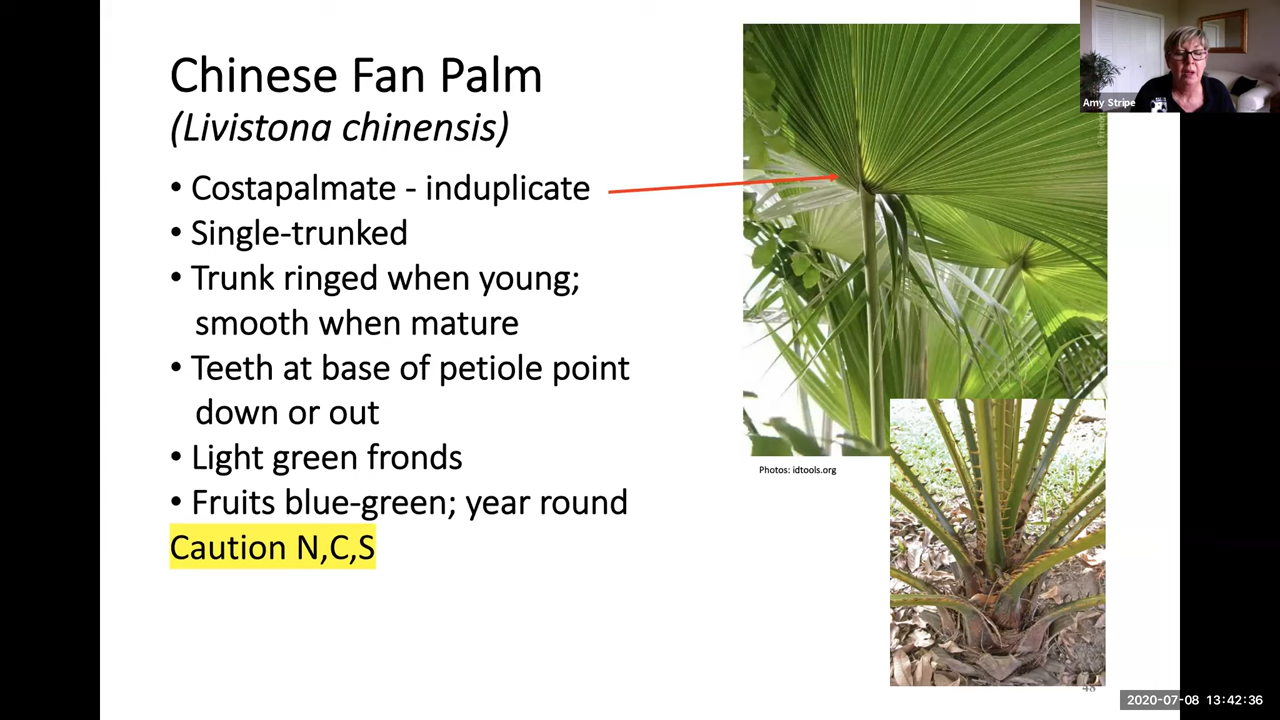 Chinese Fan Palm
(Livistona chinensis)
• Costapalmate - induplicate
• Single-trunked
• Trunk ringed when young;
smooth when mature
• Teeth at base of petiole point
down or out
• Light green fronds
• Fruits blue-green; year round
Caution N,C,S
Photos: idtools.org
Amy Stripe
2020-07-08 13:42:36